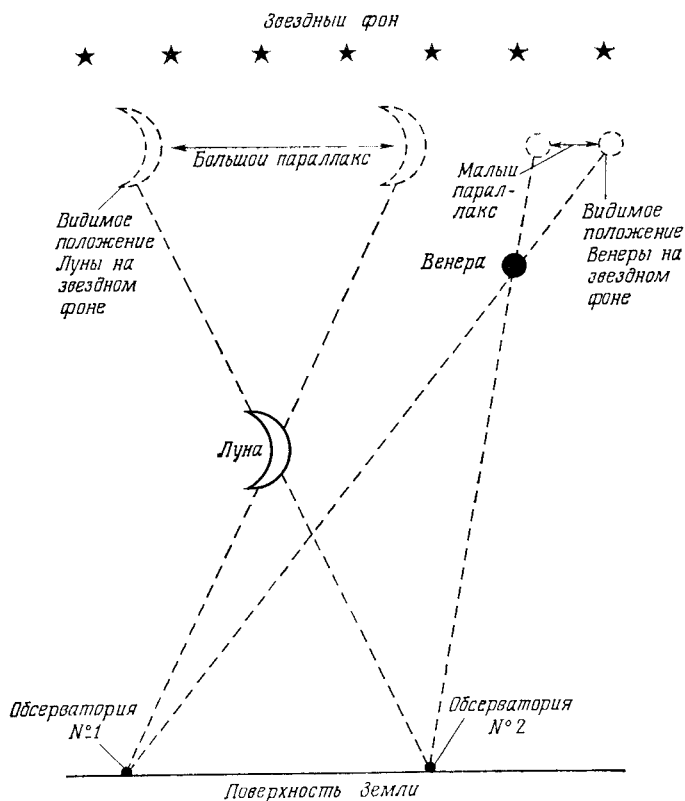 Звездный фон
Большой параллакс
Малый
парал-
лакс
Видимое
положение
Луны на
звездном
фоне
Видимое
положение
Венеры на
звездном
фоне
Венера
Луна
Обсерватория
№1
Обсерватория
№2
Поверхность Земли